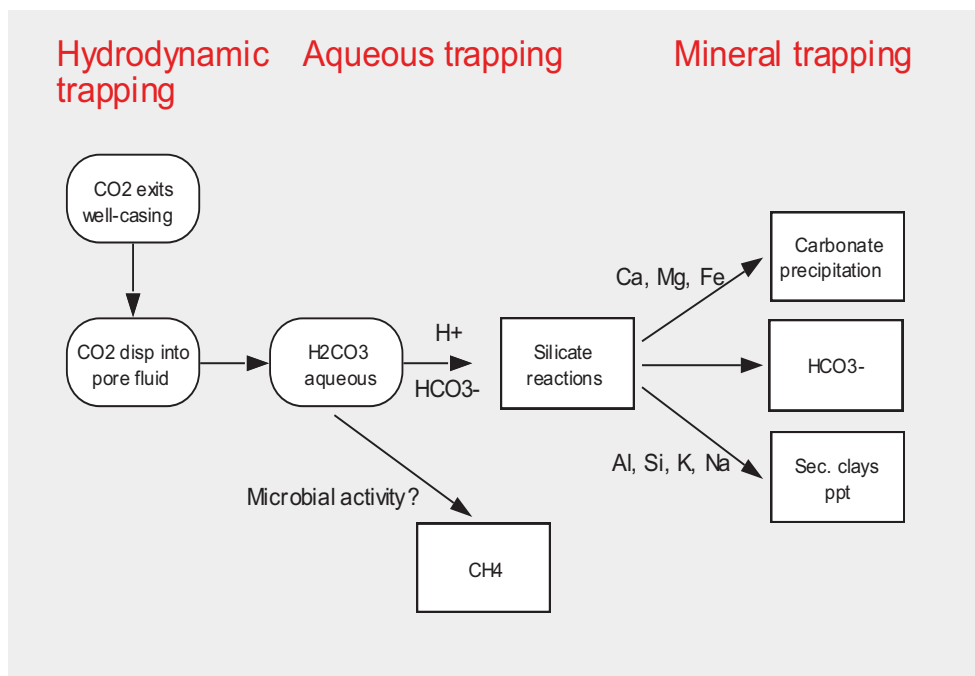 Hydrodynamic
trapping
Aqueous trapping
Mineral trapping
CO2 exits
well-casing
CO2 disp into
pore fluid
H2CO3
aqueous
H+
HCO3-
Silicate
reactions
Ca, Mg, Fe
Carbonate
precipitation
HCO3-
Al, Si, K, Na
Sec. clays
ppt
Microbial activity?
CH4